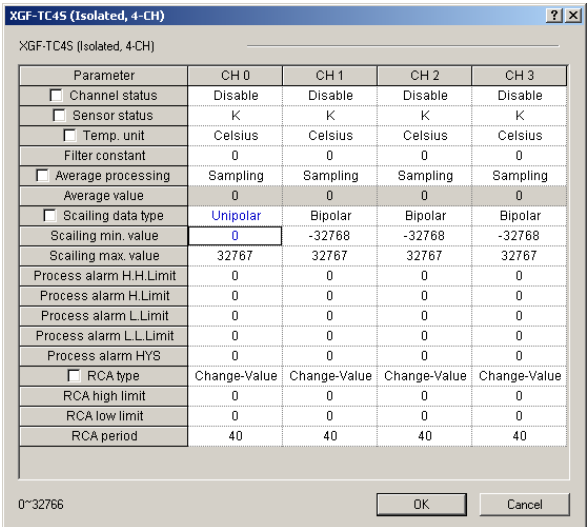 XGF-TC4S (Isolated, 4-CH)
XGF-TC4S (Isolated, 4-CH)
Parameter CH 0 CH 1 CH 2 CH 3
Channel status Disable Disable Disable Disable
Sensor status K K K K
Temp. unit Celsius Celsius Celsius Celsius
Filter constant 0 0 0 0
Average processing Sampling Sampling Sampling Sampling
Average value 0 0 0 0
Scailing data type Unipolar Bipolar Bipolar Bipolar
Scailing min. value 0 -32768 -32768 -32768
Scailing max. value 32767 32767 32767 32767
Process alarm H.H.Limit 0 0 0 0
Process alarm H.Limit 0 0 0 0
Process alarm L.Limit 0 0 0 0
Process alarm L.L.Limit 0 0 0 0
Process alarm HYS 0 0 0 0
RCA type Change-Value Change-Value Change-Value Change-Value
RCA high limit 0 0 0 0
RCA low limit 0 0 0 0
RCA period 40 40 40 40
0~32766 OK Cancel